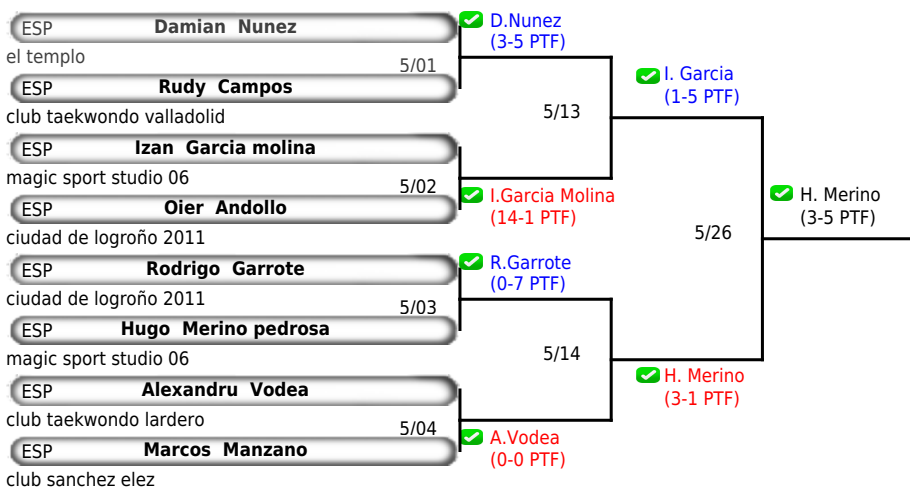 ESP Damian Nunez
el templo
5/01
ESP Rudy Campos
club taekwondo valladolid
ESP Izan Garcia molina
magic sport studio 06
5/02
ESP Oier Andollo
ciudad de logroño 2011
ESP Rodrigo Garrote
ciudad de logroño 2011
5/03
ESP Hugo Merino pedrosa
magic sport studio 06
ESP Alexandru Vodea
club taekwondo lardero
5/04
ESP Marcos Manzano
club sanchez elez
D.Nunez
(3-5 PTF)
5/13
I.Garcia Molina
(14-1 PTF)
R.Garrote
(0-7 PTF)
5/14
A.Vodea
(0-0 PTF)
I. Garcia
(1-5 PTF)
5/26
H. Merino
(3-1 PTF)
H. Merino
(3-5 PTF)